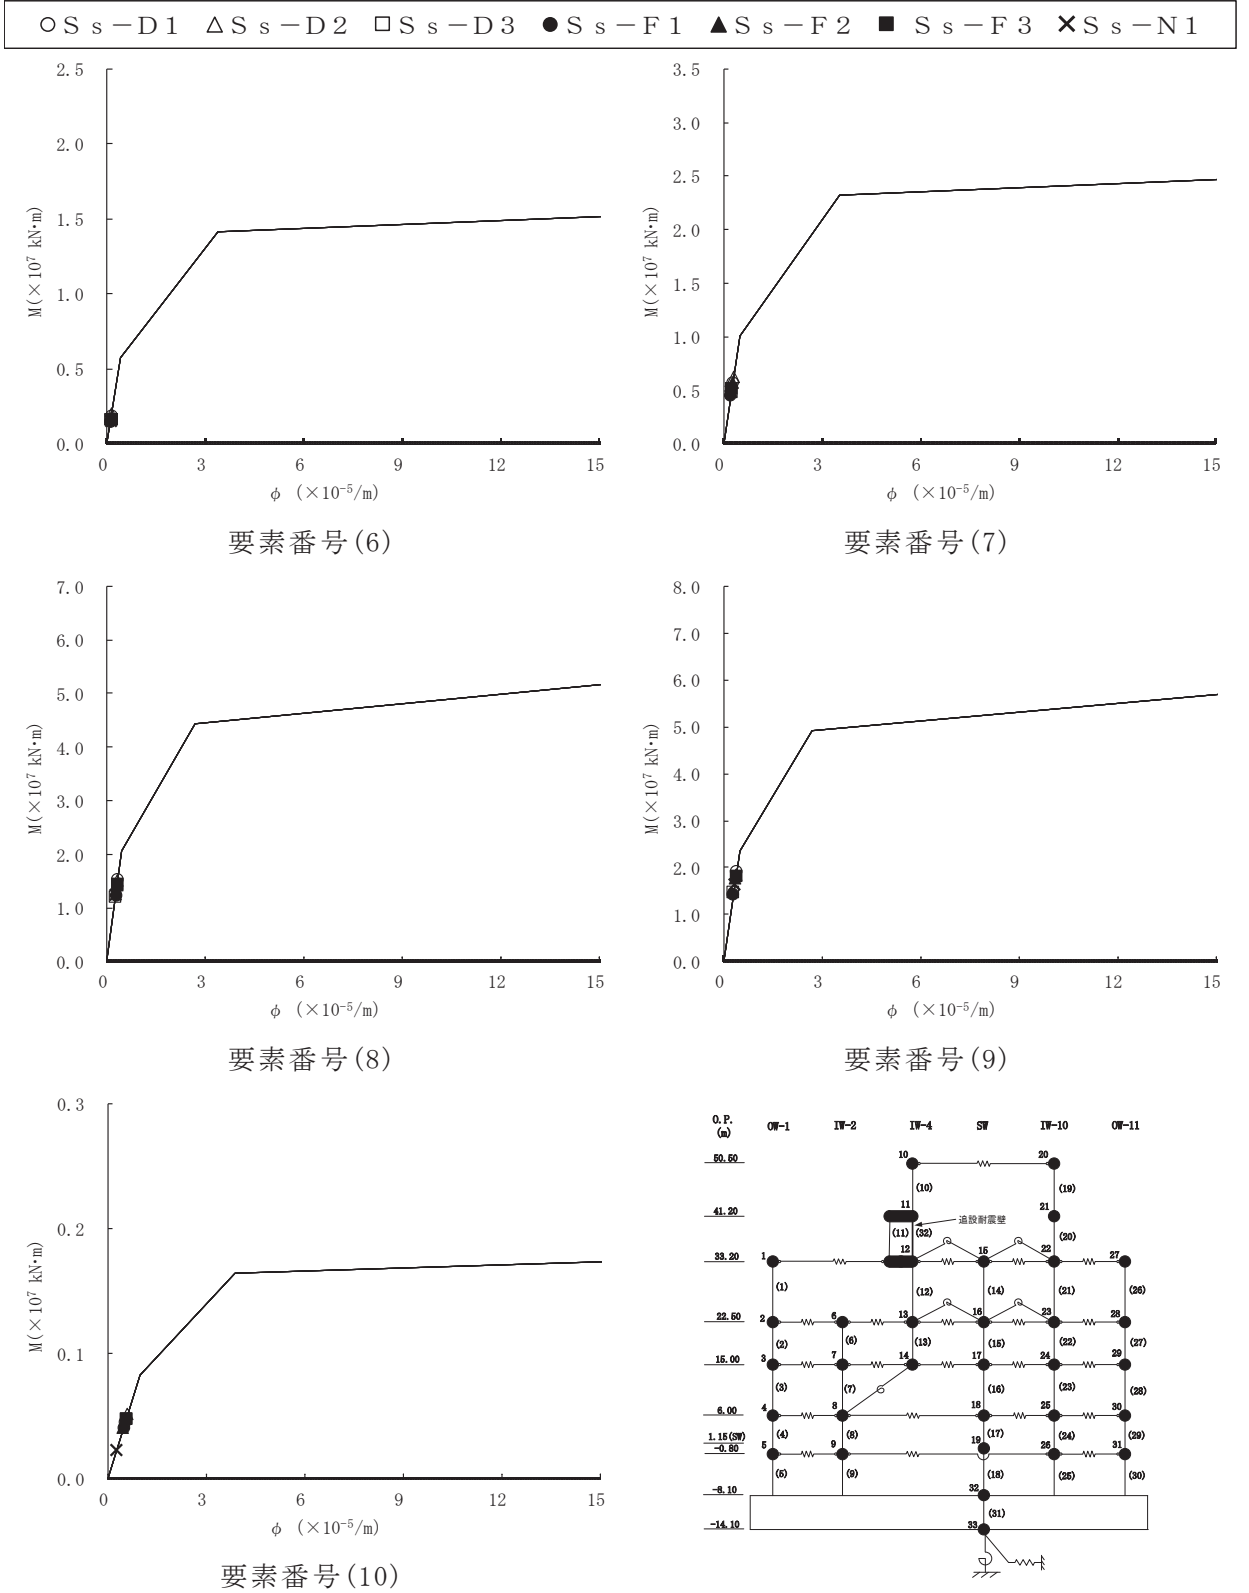 ○Ｓｓ－Ｄ１ △Ｓｓ－Ｄ２ □Ｓｓ－Ｄ３ ●Ｓｓ－Ｆ１ ▲Ｓｓ－Ｆ２ ■ Ｓｓ－Ｆ３ ×Ｓｓ－Ｎ１
2.5
2.0
1.5
1.0
0.5
0.0
M(×10⁷ kN・m)
0 3 6 9 12 15
φ (×10⁻⁵/m)
要素番号(6)
3.5
3.0
2.5
2.0
1.5
1.0
0.5
0.0
M(×10⁷ kN・m)
0 3 6 9 12 15
φ (×10⁻⁵/m)
要素番号(7)
7.0
6.0
5.0
4.0
3.0
2.0
1.0
0.0
M(×10⁷ kN・m)
0 3 6 9 12 15
φ (×10⁻⁵/m)
要素番号(8)
8.0
7.0
6.0
5.0
4.0
3.0
2.0
1.0
0.0
M(×10⁷ kN・m)
0 3 6 9 12 15
φ (×10⁻⁵/m)
要素番号(9)
0.3
0.2
0.1
0.0
M(×10⁷ kN・m)
0 3 6 9 12 15
φ (×10⁻⁵/m)
要素番号(10)
O.P.
(m)
OW-1 IW-2 IW-4 SW IW-10 OW-11
50.50 10 20
(10) (19)
41.20 11 21
追設耐震壁
(11) (32) (20)
33.20 1 12 15 22 27
(1) (12) (14) (21) (26)
22.50 2 6 13 16 23 28
(2) (6) (13) (15) (22) (27)
15.00 3 7 14 17 24 29
(3) (7) (16) (23) (28)
6.00 4 8 18 25 30
(4) (8) (17) (24) (29)
1.15(SW) 19
-0.80 5 9 26 31
(5) (9) (18) (25) (30)
-8.10 32
(31)
-14.10 33